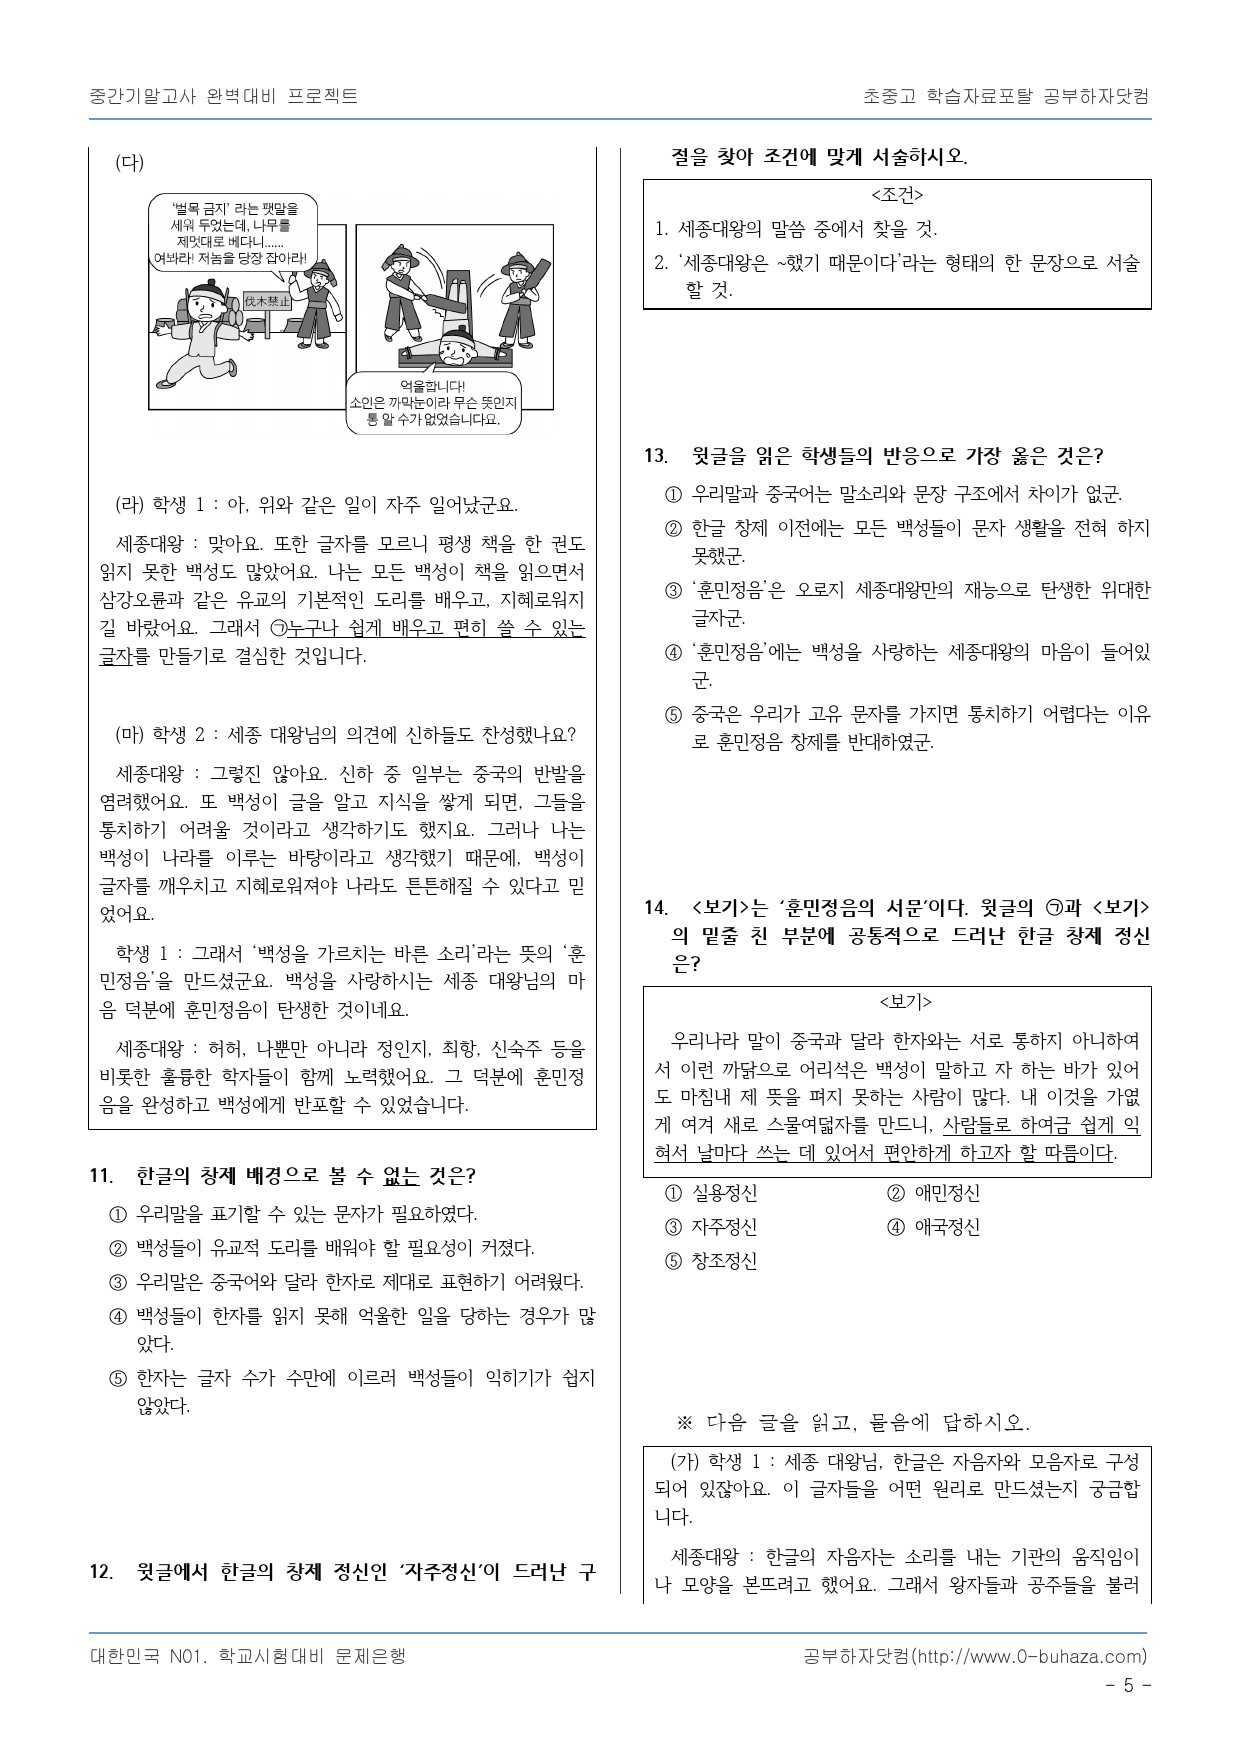 중간기말고사 완벽대비 프로젝트
초중고 학습자료포탈 공부하자닷컴
(다)
‘벌목 금지’ 라는 팻말을
세워 두었는데, 나무를
제멋대로 베다니......
여봐라! 저놈을 당장 잡아라!
伐木禁止
억울합니다!
소인은 까막눈이라 무슨 뜻인지
통 알 수가 없었습니다요.
(라) 학생 1 : 아, 위와 같은 일이 자주 일어났군요.
세종대왕 : 맞아요. 또한 글자를 모르니 평생 책을 한 권도
읽지 못한 백성도 많았어요. 나는 모든 백성이 책을 읽으면서
삼강오륜과 같은 유교의 기본적인 도리를 배우고, 지혜로워지
길 바랐어요. 그래서 ㉠누구나 쉽게 배우고 편히 쓸 수 있는
글자를 만들기로 결심한 것입니다.
(마) 학생 2 : 세종 대왕님의 의견에 신하들도 찬성했나요?
세종대왕 : 그렇진 않아요. 신하 중 일부는 중국의 반발을
염려했어요. 또 백성이 글을 알고 지식을 쌓게 되면, 그들을
통치하기 어려울 것이라고 생각하기도 했지요. 그러나 나는
백성이 나라를 이루는 바탕이라고 생각했기 때문에, 백성이
글자를 깨우치고 지혜로워져야 나라도 튼튼해질 수 있다고 믿
었어요.
학생 1 : 그래서 ‘백성을 가르치는 바른 소리’라는 뜻의 ‘훈
민정음’을 만드셨군요. 백성을 사랑하시는 세종 대왕님의 마
음 덕분에 훈민정음이 탄생한 것이네요.
세종대왕 : 허허, 나뿐만 아니라 정인지, 최항, 신숙주 등을
비롯한 훌륭한 학자들이 함께 노력했어요. 그 덕분에 훈민정
음을 완성하고 백성에게 반포할 수 있었습니다.
11. 한글의 창제 배경으로 볼 수 없는 것은?
① 우리말을 표기할 수 있는 문자가 필요하였다.
② 백성들이 유교적 도리를 배워야 할 필요성이 커졌다.
③ 우리말은 중국어와 달라 한자로 제대로 표현하기 어려웠다.
④ 백성들이 한자를 읽지 못해 억울한 일을 당하는 경우가 많
았다.
⑤ 한자는 글자 수가 수만에 이르러 백성들이 익히기가 쉽지
않았다.
12. 윗글에서 한글의 창제 정신인 ‘자주정신’이 드러난 구
절을 찾아 조건에 맞게 서술하시오.
<조건>
1. 세종대왕의 말씀 중에서 찾을 것.
2. ‘세종대왕은 ~했기 때문이다’라는 형태의 한 문장으로 서술
할 것.
13. 윗글을 읽은 학생들의 반응으로 가장 옳은 것은?
① 우리말과 중국어는 말소리와 문장 구조에서 차이가 없군.
② 한글 창제 이전에는 모든 백성들이 문자 생활을 전혀 하지
못했군.
③ ‘훈민정음’은 오로지 세종대왕만의 재능으로 탄생한 위대한
글자군.
④ ‘훈민정음’에는 백성을 사랑하는 세종대왕의 마음이 들어있
군.
⑤ 중국은 우리가 고유 문자를 가지면 통치하기 어렵다는 이유
로 훈민정음 창제를 반대하였군.
14. <보기>는 ‘훈민정음의 서문’이다. 윗글의 ㉠과 <보기>
의 밑줄 친 부분에 공통적으로 드러난 한글 창제 정신
은?
<보기>
우리나라 말이 중국과 달라 한자와는 서로 통하지 아니하여
서 이런 까닭으로 어리석은 백성이 말하고 자 하는 바가 있어
도 마침내 제 뜻을 펴지 못하는 사람이 많다. 내 이것을 가엾
게 여겨 새로 스물여덟자를 만드니, 사람들로 하여금 쉽게 익
혀서 날마다 쓰는 데 있어서 편안하게 하고자 할 따름이다.
① 실용정신 ② 애민정신
③ 자주정신 ④ 애국정신
⑤ 창조정신
※ 다음 글을 읽고, 물음에 답하시오.
(가) 학생 1 : 세종 대왕님, 한글은 자음자와 모음자로 구성
되어 있잖아요. 이 글자들을 어떤 원리로 만드셨는지 궁금합
니다.
세종대왕 : 한글의 자음자는 소리를 내는 기관의 움직임이
나 모양을 본뜨려고 했어요. 그래서 왕자들과 공주들을 불러
대한민국 N01. 학교시험대비 문제은행
공부하자닷컴(http://www.0-buhaza.com)
- 5 -